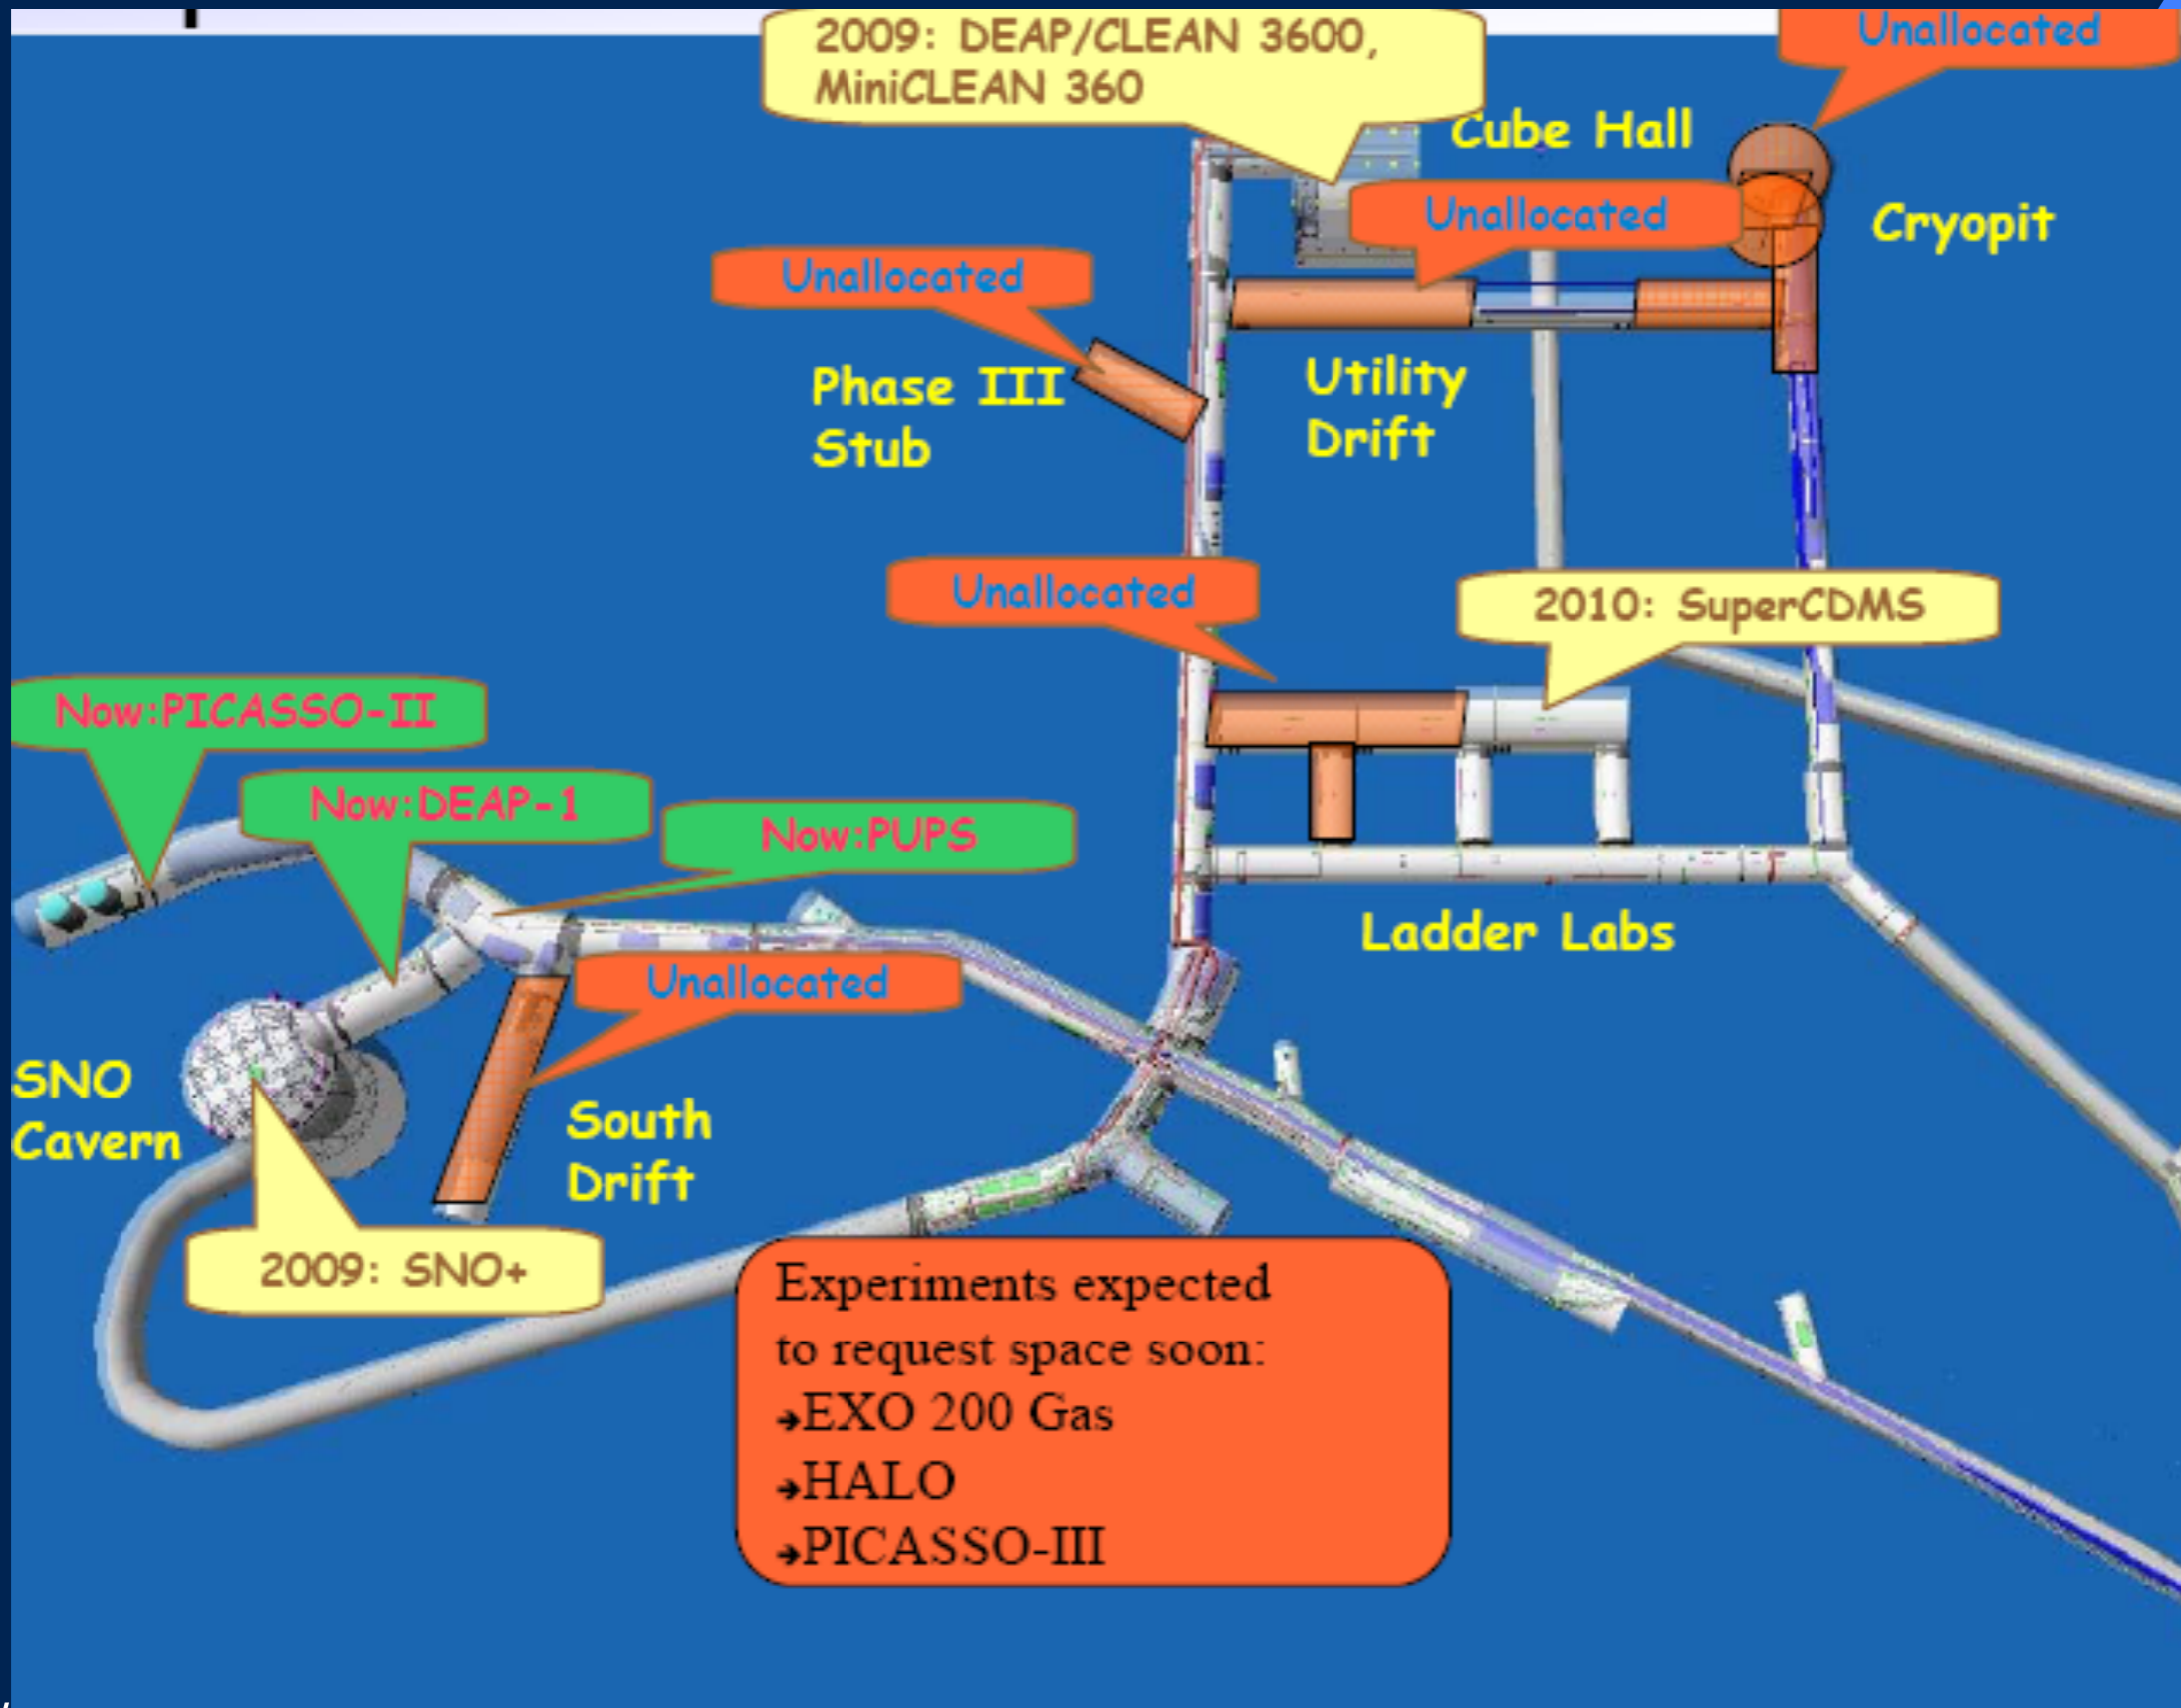 2009: DEAP/CLEAN 3600,
MiniCLEAN 360
Unallocated
Cube Hall
Unallocated
Cryopit
Unallocated
Phase III
Stub
Utility
Drift
Unallocated
2010: SuperCDMS
Now:PICASSO-II
Now:DEAP-1
Now:PUPS
Ladder Labs
Unallocated
SNO
Cavern
South
Drift
2009: SNO+
Experiments expected
to request space soon:
➔EXO 200 Gas
➔HALO
➔PICASSO-III